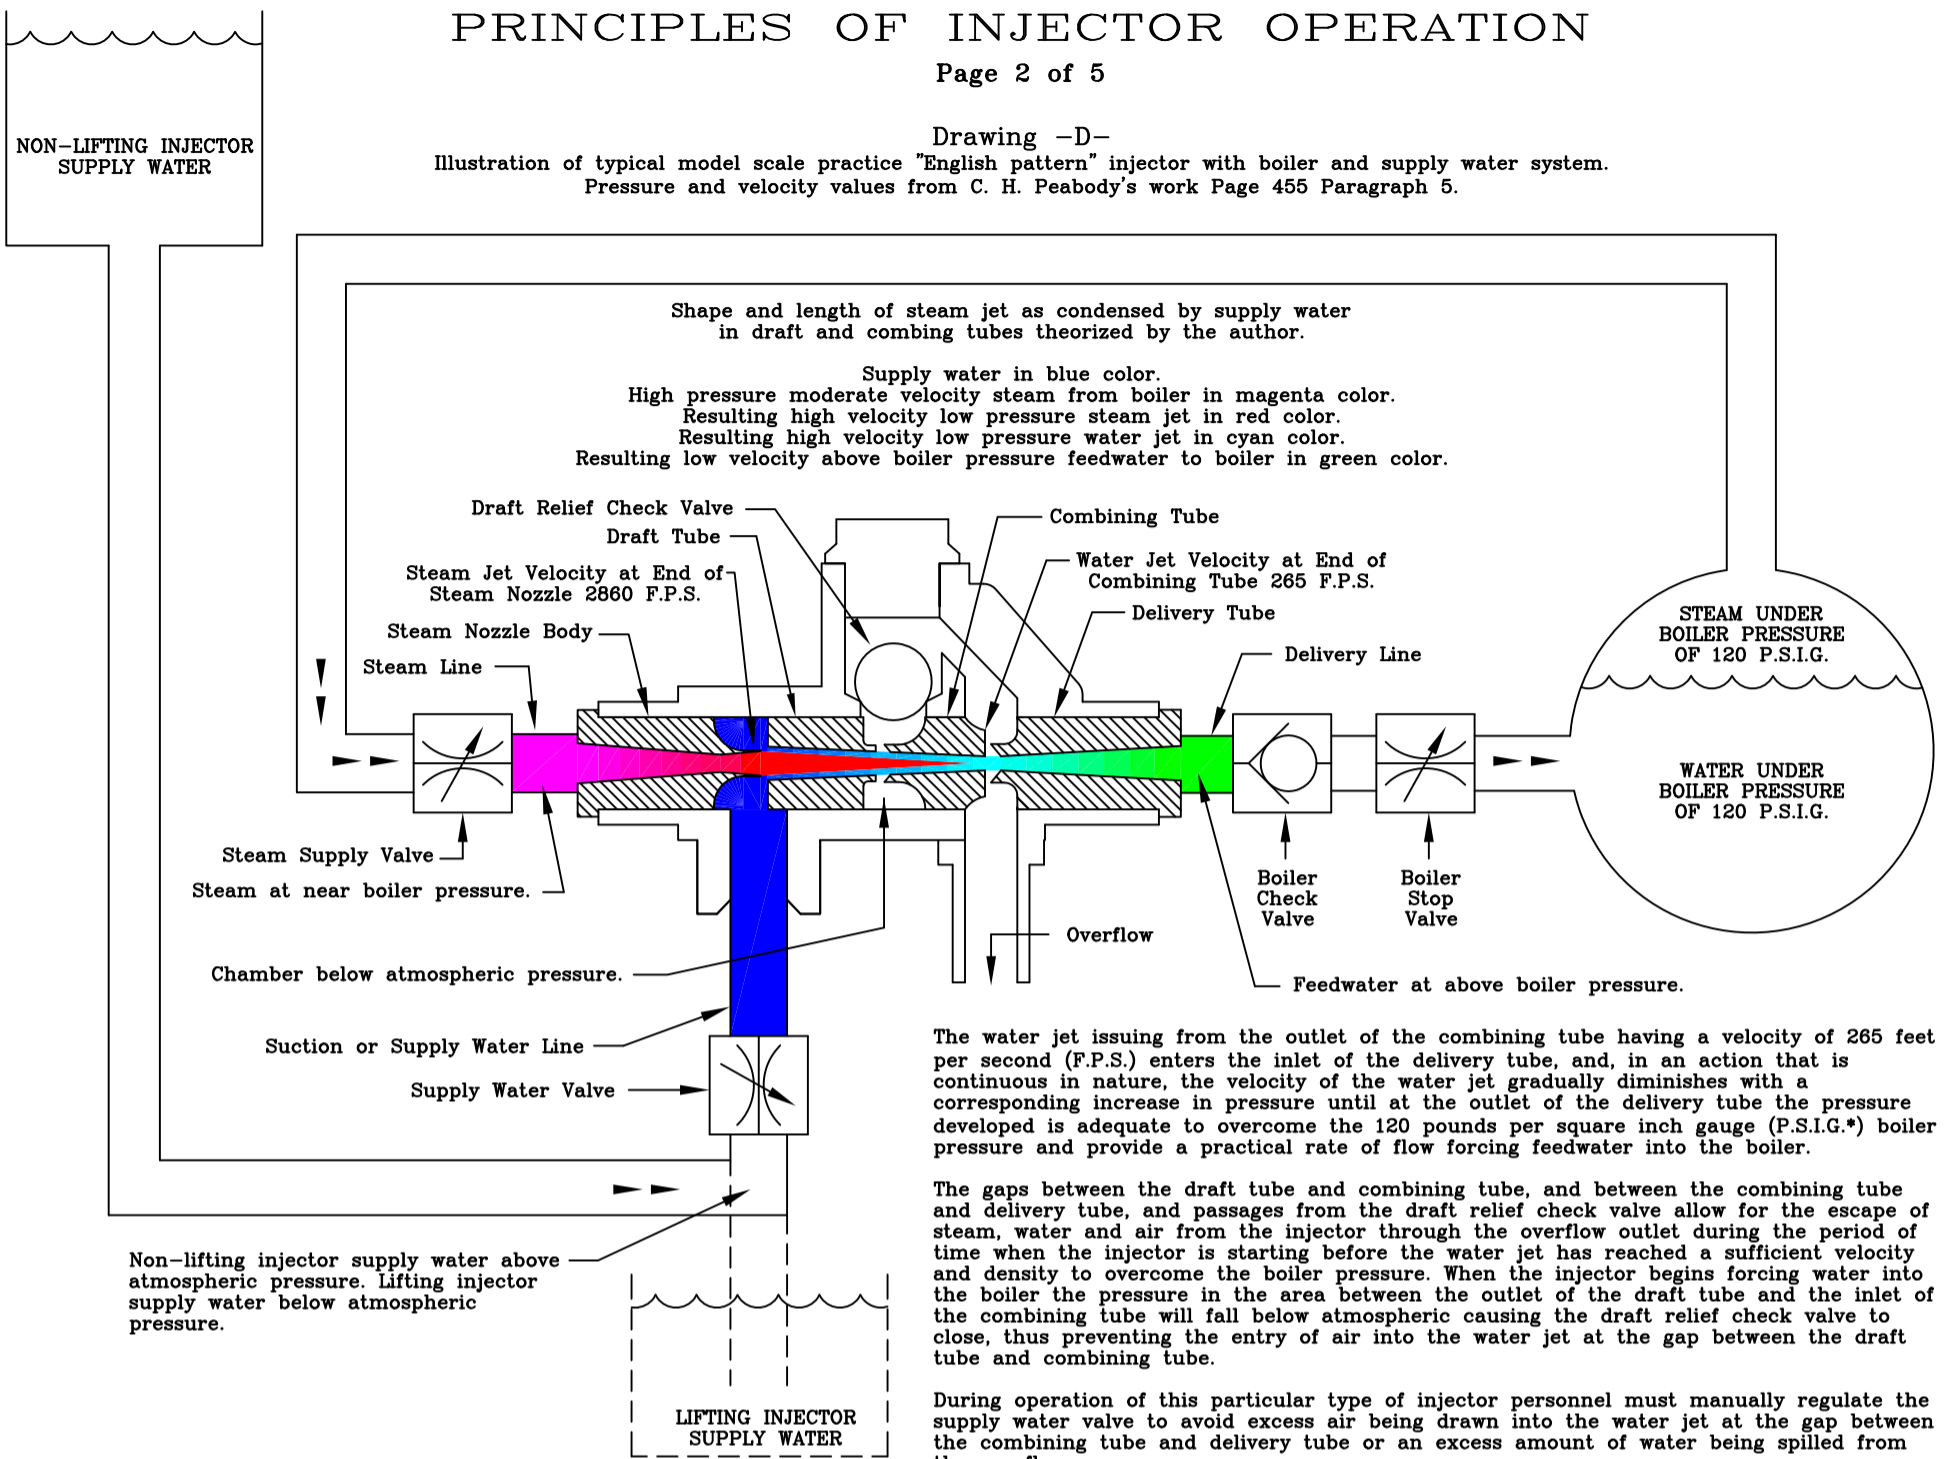 PRINCIPLES OF INJECTOR OPERATION
Page 2 of 5
Drawing -D-
Illustration of typical model scale practice "English pattern" injector with boiler and supply water system.
Pressure and velocity values from C. H. Peabody's work Page 455 Paragraph 5.
NON-LIFTING INJECTOR
SUPPLY WATER
Shape and length of steam jet as condensed by supply water
in draft and combing tubes theorized by the author.
Supply water in blue color.
High pressure moderate velocity steam from boiler in magenta color.
Resulting high velocity low pressure steam jet in red color.
Resulting high velocity low pressure water jet in cyan color.
Resulting low velocity above boiler pressure feedwater to boiler in green color.
Draft Relief Check Valve
Draft Tube
Steam Jet Velocity at End of
Steam Nozzle 2860 F.P.S.
Steam Nozzle Body
Steam Line
Combining Tube
Water Jet Velocity at End of
Combining Tube 265 F.P.S.
Delivery Tube
Delivery Line
STEAM UNDER
BOILER PRESSURE
OF 120 P.S.I.G.
WATER UNDER
BOILER PRESSURE
OF 120 P.S.I.G.
Steam Supply Valve
Steam at near boiler pressure.
Boiler
Check
Valve
Boiler
Stop
Valve
Overflow
Chamber below atmospheric pressure.
Feedwater at above boiler pressure.
Suction or Supply Water Line
Supply Water Valve
Non-lifting injector supply water above
atmospheric pressure. Lifting injector
supply water below atmospheric
pressure.
LIFTING INJECTOR
SUPPLY WATER
The water jet issuing from the outlet of the combining tube having a velocity of 265 feet
per second (F.P.S.) enters the inlet of the delivery tube, and, in an action that is
continuous in nature, the velocity of the water jet gradually diminishes with a
corresponding increase in pressure until at the outlet of the delivery tube the pressure
developed is adequate to overcome the 120 pounds per square inch gauge (P.S.I.G.*) boiler
pressure and provide a practical rate of flow forcing feedwater into the boiler.
The gaps between the draft tube and combining tube, and between the combining tube
and delivery tube, and passages from the draft relief check valve allow for the escape of
steam, water and air from the injector through the overflow outlet during the period of
time when the injector is starting before the water jet has reached a sufficient velocity
and density to overcome the boiler pressure. When the injector begins forcing water into
the boiler the pressure in the area between the outlet of the draft tube and the inlet of
the combining tube will fall below atmospheric causing the draft relief check valve to
close, thus preventing the entry of air into the water jet at the gap between the draft
tube and combining tube.
During operation of this particular type of injector personnel must manually regulate the
supply water valve to avoid excess air being drawn into the water jet at the gap between
the combining tube and delivery tube or an excess amount of water being spilled from